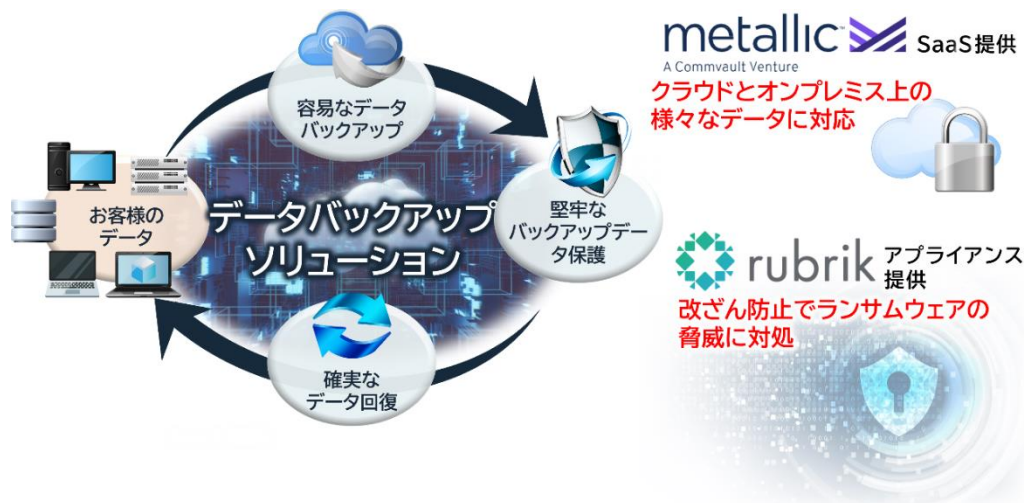 容易なデータ
バックアップ
お客様の
データ
データバックアップ
ソリューション
堅牢な
バックアップデー
タ保護
確実な
データ回復
metallic SaaS提供
A Commvault Venture
クラウドとオンプレミス上の
様々なデータに対応
rubrik アプライアンス
提供
改ざん防止でランサムウェアの
脅威に対処